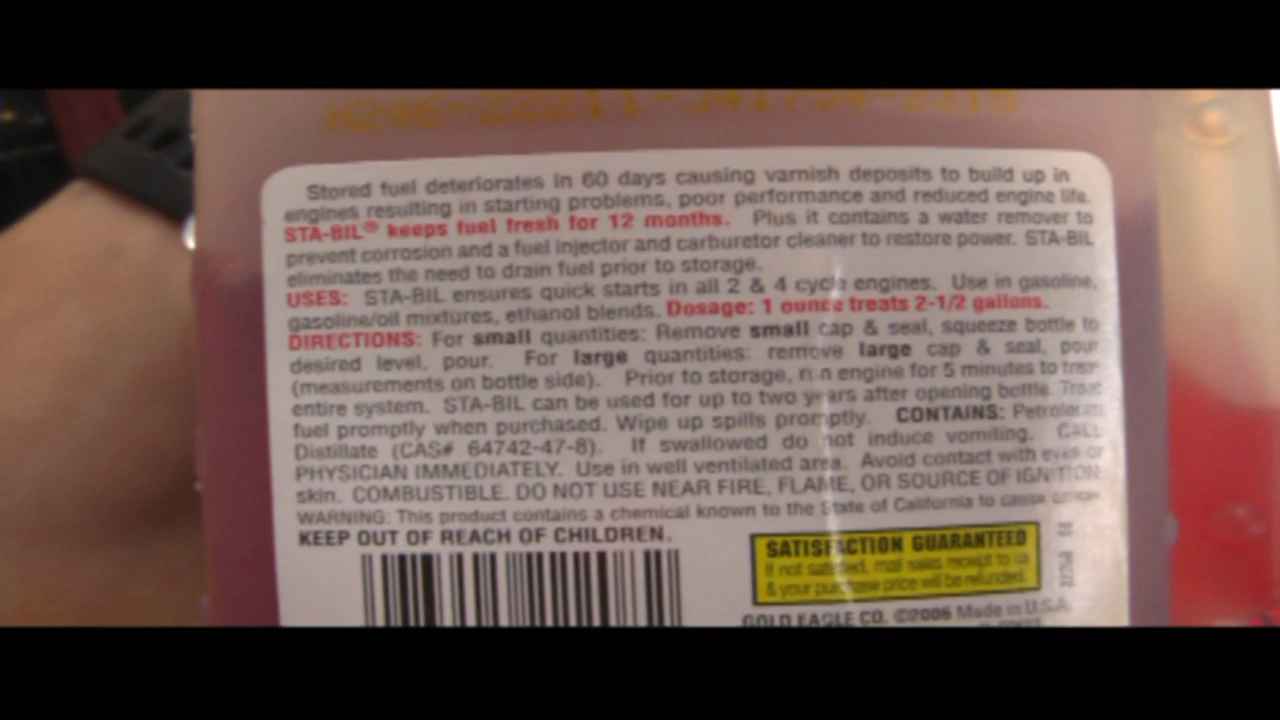 Stored fuel deteriorates in 60 days causing varnish deposits to build up in
engines resulting in starting problems, poor performance and reduced engine life.
STA-BIL® keeps fuel fresh for 12 months. Plus it contains a water remover to
prevent corrosion and a fuel injector and carburetor cleaner to restore power. STA-BIL
eliminates the need to drain fuel prior to storage.
USES: STA-BIL ensures quick starts in all 2 & 4 cycle engines. Use in gasoline,
gasoline/oil mixtures, ethanol blends. Dosage: 1 ounce treats 2-1/2 gallons.
DIRECTIONS: For small quantities: Remove small cap & seal, squeeze bottle to
desired level, pour. For large quantities: remove large cap & seal, pour
(measurements on bottle side). Prior to storage, run engine for 5 minutes to treat
entire system. STA-BIL can be used for up to two years after opening bottle. Treat
fuel promptly when purchased. Wipe up spills promptly. CONTAINS: Petroleum
Distillate (CAS# 64742-47-8). If swallowed do not induce vomiting. CALL
PHYSICIAN IMMEDIATELY. Use in well ventilated area. Avoid contact with eyes or
skin. COMBUSTIBLE. DO NOT USE NEAR FIRE, FLAME, OR SOURCE OF IGNITION.
WARNING: This product contains a chemical known to the State of California to cause cancer
KEEP OUT OF REACH OF CHILDREN.
SATISFACTION GUARANTEED
If not satisfied, mail sales receipt to us
& your purchase price will be refunded.
GOLD EAGLE CO. ©2006 Made in U.S.A.